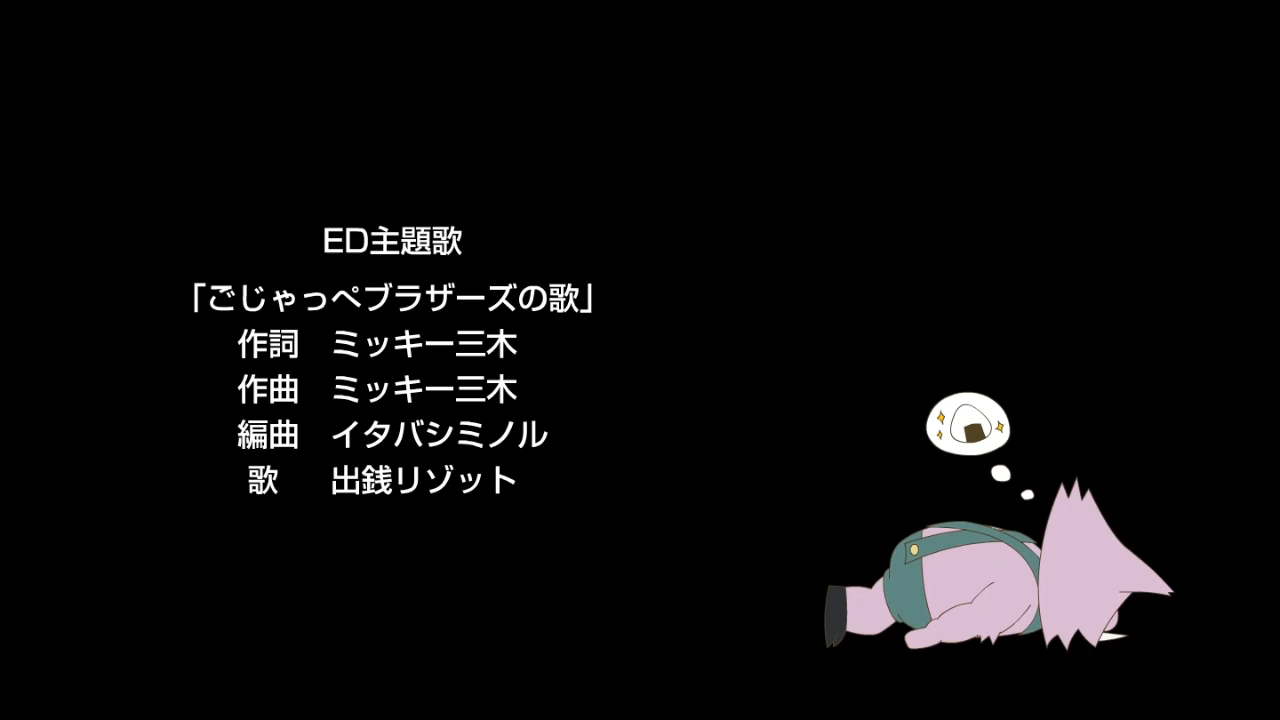 ED主題歌
「ごじゃっぺブラザーズの歌」
作詞　ミッキー三木
作曲　ミッキー三木
編曲　イタバシミノル
歌　出銭リゾット